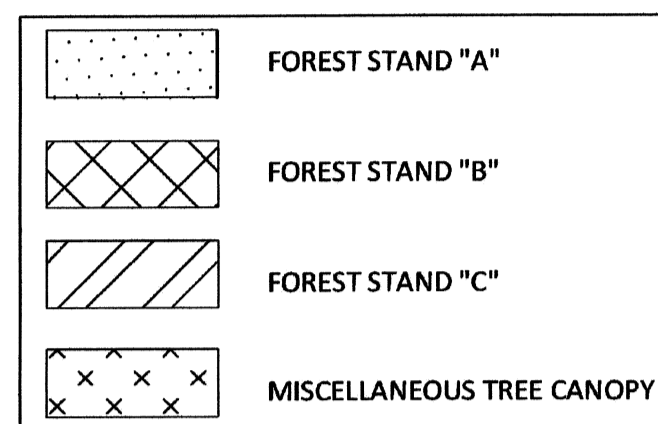 FOREST STAND "A"
FOREST STAND "B"
FOREST STAND "C"
MISCELLANEOUS TREE CANOPY